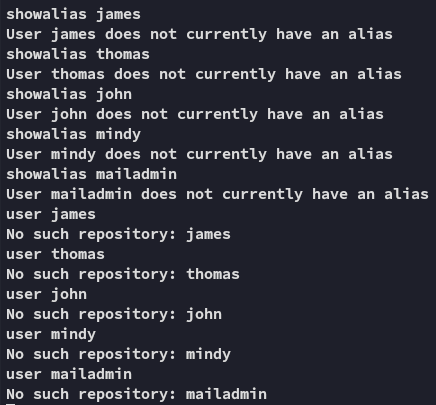 showalias james
User james does not currently have an alias
showalias thomas
User thomas does not currently have an alias
showalias john
User john does not currently have an alias
showalias mindy
User mindy does not currently have an alias
showalias mailadmin
User mailadmin does not currently have an alias
user james
No such repository: james
user thomas
No such repository: thomas
user john
No such repository: john
user mindy
No such repository: mindy
user mailadmin
No such repository: mailadmin